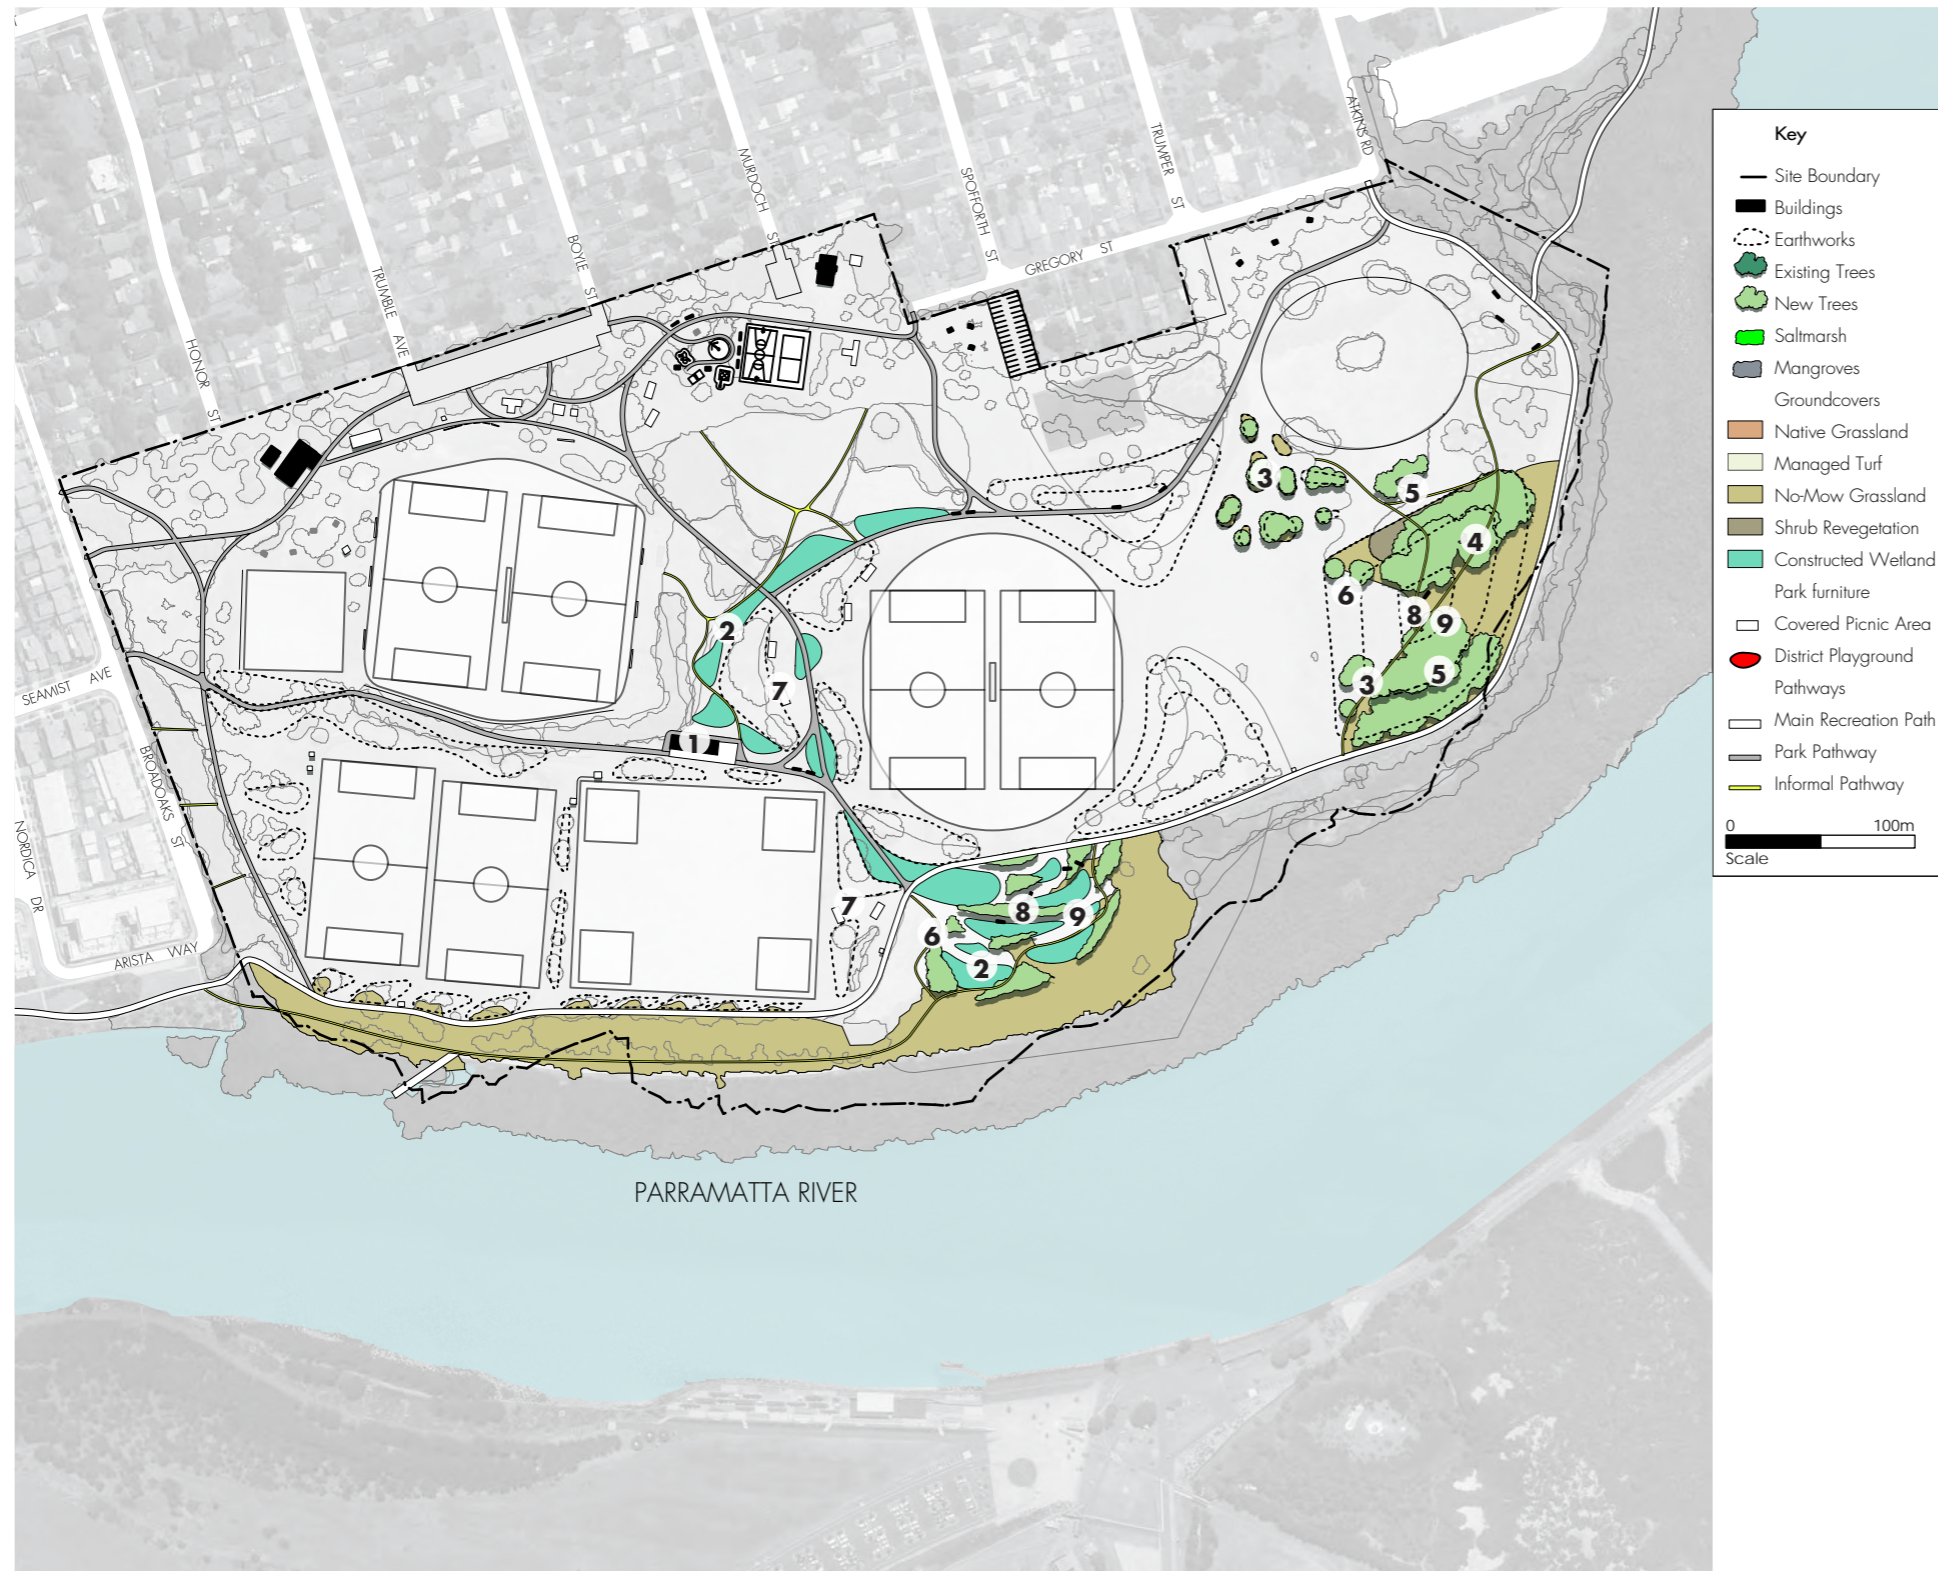 ATKINS RD
TRUMPER ST
MURDOCH ST
SPOFFORTH ST
BOYLE ST
GREGORY ST
TRUMBLE AVE
HONOR ST
SEAMIST AVE
BROADOAKS ST
NORDICA DR
ARISTA WAY
3
5
4
6
8
9
2
7
3
5
1
7
8
9
6
2
PARRAMATTA RIVER
Key
Site Boundary
Buildings
Earthworks
Existing Trees
New Trees
Saltmarsh
Mangroves
Groundcovers
Native Grassland
Managed Turf
No-Mow Grassland
Shrub Revegetation
Constructed Wetland
Park furniture
Covered Picnic Area
District Playground
Pathways
Main Recreation Path
Park Pathway
Informal Pathway
0 100m
Scale